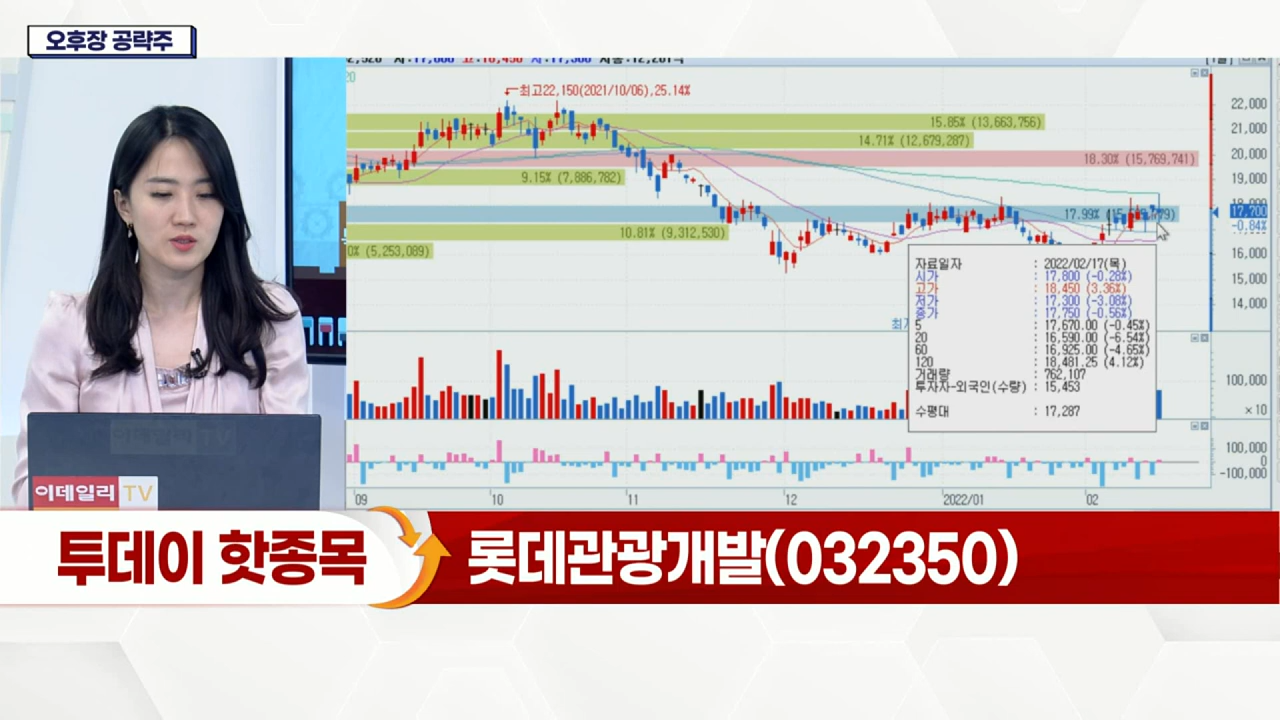 오후장 공략주
최고22,150(2021/10/06),25.14%
15.85% (13,663,756)
14.71% (12,679,287)
18.30% (15,769,741)
9.15% (7,886,782)
17.99%
10.81% (9,312,530)
0% (5,253,089)
22,000
21,000
20,000
19,000
18,000
17,700
-0.84%
16,000
15,000
14,000
자료일자 : 2022/02/17(목)
시가 : 17,800 (-0.28%)
고가 : 18,450 (3.36%)
저가 : 17,300 (-3.08%)
종가 : 17,750 (-0.56%)
5 : 17,670.00 (-0.45%)
20 : 16,590.00 (-6.54%)
60 : 16,925.00 (-4.65%)
120 : 18,481.25 (4.12%)
거래량 : 762,107
투자자-외국인(수량) : 15,453
수평대 : 17,287
100,000
×10
100,000
0
-100,000
09 10 11 12 2022/01 02
이데일리 TV
이데일리 TV
투데이 핫종목
롯데관광개발(032350)